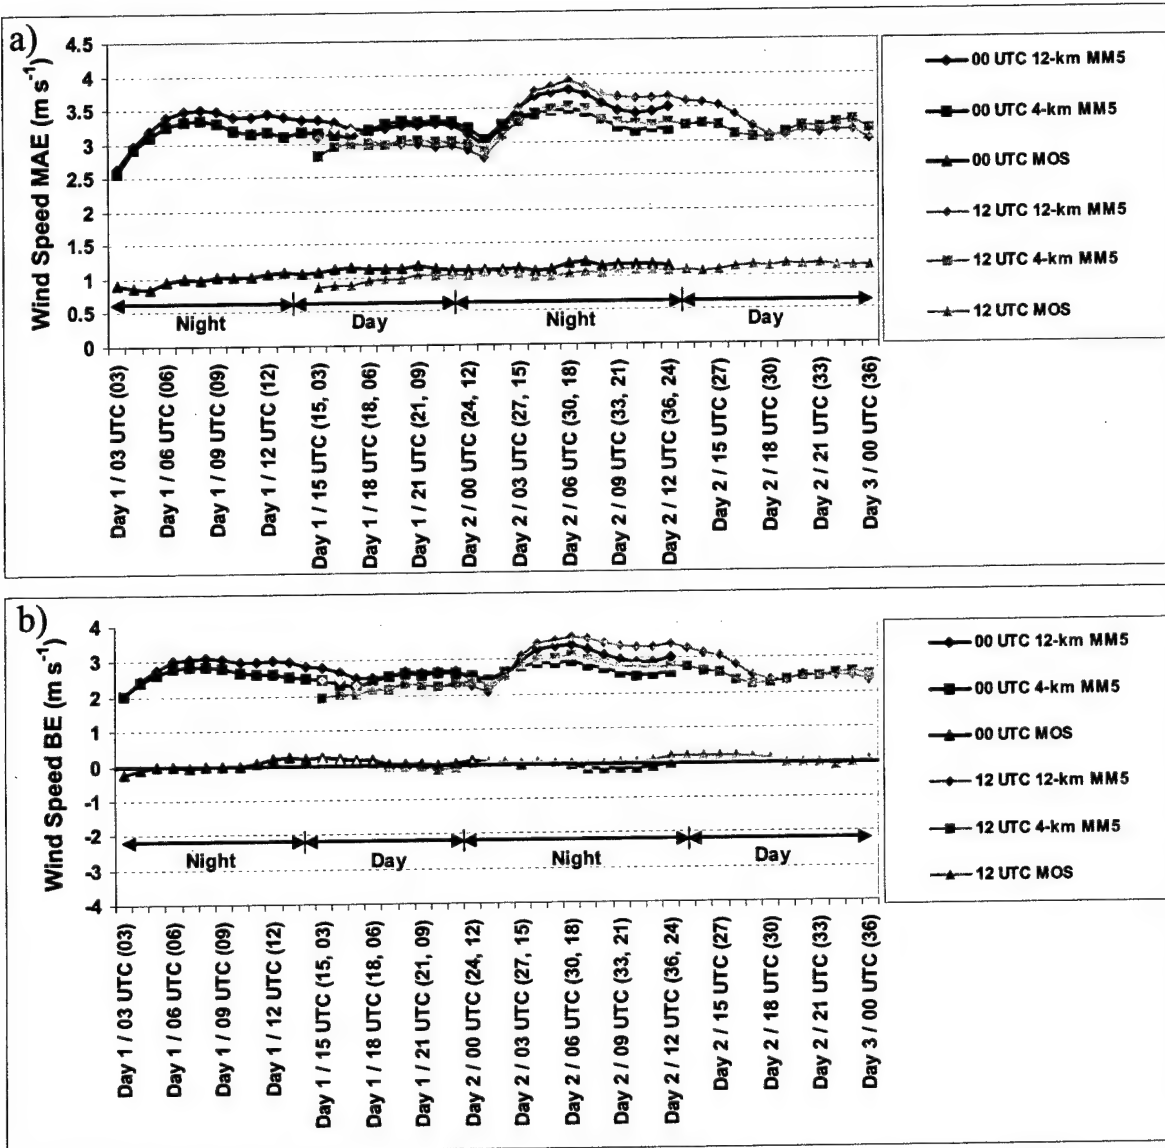 a)
Wind Speed MAE (m s⁻¹)
4.5
4
3.5
3
2.5
2
1.5
1
0.5
0
Night
Day
Night
Day
Day 1 / 03 UTC (03)
Day 1 / 06 UTC (06)
Day 1 / 09 UTC (09)
Day 1 / 12 UTC (12)
Day 1 / 15 UTC (15, 03)
Day 1 / 18 UTC (18, 06)
Day 1 / 21 UTC (21, 09)
Day 2 / 00 UTC (24, 12)
Day 2 / 03 UTC (27, 15)
Day 2 / 06 UTC (30, 18)
Day 2 / 09 UTC (33, 21)
Day 2 / 12 UTC (36, 24)
Day 2 / 15 UTC (27)
Day 2 / 18 UTC (30)
Day 2 / 21 UTC (33)
Day 3 / 00 UTC (36)
00 UTC 12-km MM5
00 UTC 4-km MM5
00 UTC MOS
12 UTC 12-km MM5
12 UTC 4-km MM5
12 UTC MOS
b)
Wind Speed BE (m s⁻¹)
4
3
2
1
0
-1
-2
-3
-4
Night
Day
Night
Day
Day 1 / 03 UTC (03)
Day 1 / 06 UTC (06)
Day 1 / 09 UTC (09)
Day 1 / 12 UTC (12)
Day 1 / 15 UTC (15, 03)
Day 1 / 18 UTC (18, 06)
Day 1 / 21 UTC (21, 09)
Day 2 / 00 UTC (24, 12)
Day 2 / 03 UTC (27, 15)
Day 2 / 06 UTC (30, 18)
Day 2 / 09 UTC (33, 21)
Day 2 / 12 UTC (36, 24)
Day 2 / 15 UTC (27)
Day 2 / 18 UTC (30)
Day 2 / 21 UTC (33)
Day 3 / 00 UTC (36)
00 UTC 12-km MM5
00 UTC 4-km MM5
00 UTC MOS
12 UTC 12-km MM5
12 UTC 4-km MM5
12 UTC MOS